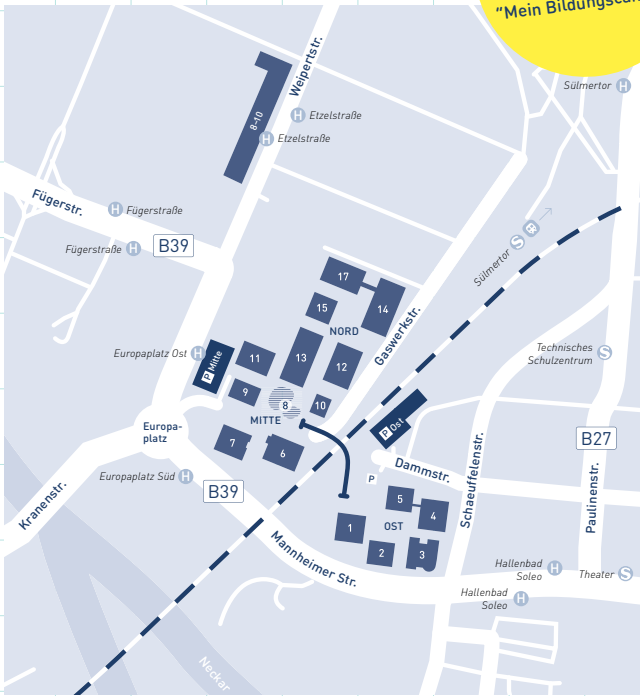 "Mein Bildungsca
Weipertstr.
Sülmertor H
H Etzelstraße
8-10
H Etzelstraße
Fügerstr.
H Fügerstraße
Fügerstraße H
B39
Sülmertor S
17
14
15
NORD
Gaswerkstr.
Europaplatz Ost H
P Mitte
11
13
12
Technisches
Schulzentrum H
9
8
10
MITTE
Europa-
platz
7
6
P Ost
B27
Dammstr.
P
Schaeuffelenstr.
Paulinenstr.
Europaplatz Süd H
B39
Kranenstr.
5
4
OST
1
2
3
Mannheimer Str.
Hallenbad
Soleo H
Theater S
Hallenbad
Soleo H
Neckar